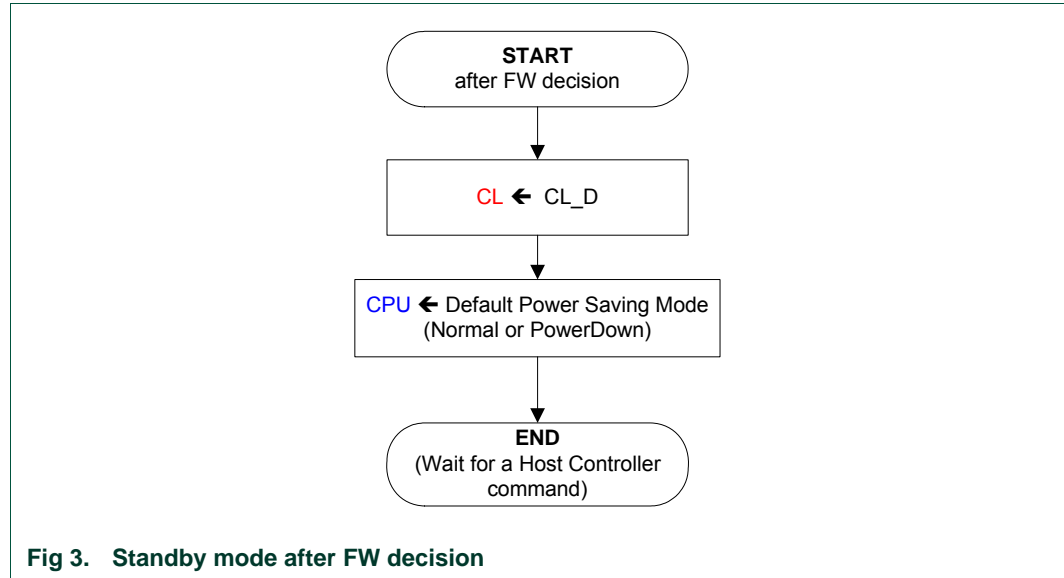 START
after FW decision
CL 🡰 CL_D
CPU 🡰 Default Power Saving Mode
(Normal or PowerDown)
END
(Wait for a Host Controller
command)
Fig 3. Standby mode after FW decision